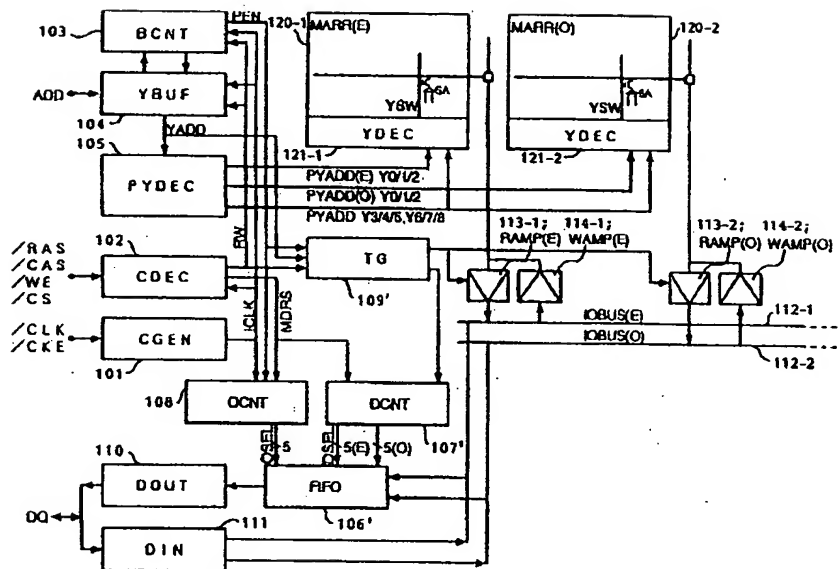 103
BCNT
PEN
120-1
MARR(E)
YSW
SA
YDEC
121-1
MARR(O)
120-2
YSW
SA
YDEC
121-2
ADD
YBUF
104
YADD
105
PYDEC
PYADD(E) Y0/1/2
PYADD(O) Y0/1/2
PYADD Y3/4/5,Y6/7/8
RW
/RAS
/CAS
/WE
/CS
102
CDEC
TG
109'
113-1;
RAMP(E)
114-1;
WAMP(E)
113-2;
RAMP(O)
114-2;
WAMP(O)
ICLK
MDRS
/CLK
/CKE
CGEN
101
IOBUS(E)
112-1
IOBUS(O)
112-2
108
OCNT
DCNT
107'
OSEL
5
5(E)
5(O)
110
DOUT
FIFO
106'
DQ
111
DIN